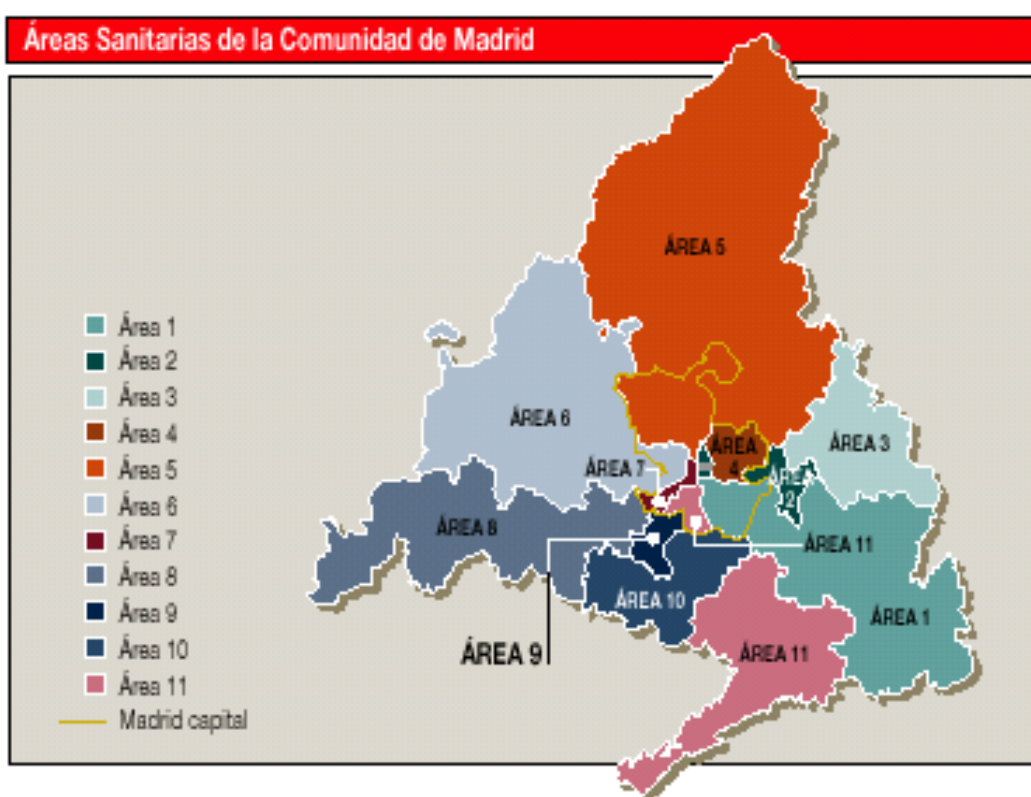 Áreas Sanitarias de la Comunidad de Madrid
ÁREA 5
Área 1
Área 2
Área 3
Área 4
Área 5
Área 6
Área 7
Área 8
Área 9
Área 10
Área 11
Madrid capital
ÁREA 6
ÁREA 4
ÁREA 3
ÁREA 7
ÁREA 2
ÁREA 8
ÁREA 11
ÁREA 10
ÁREA 1
ÁREA 9
ÁREA 11